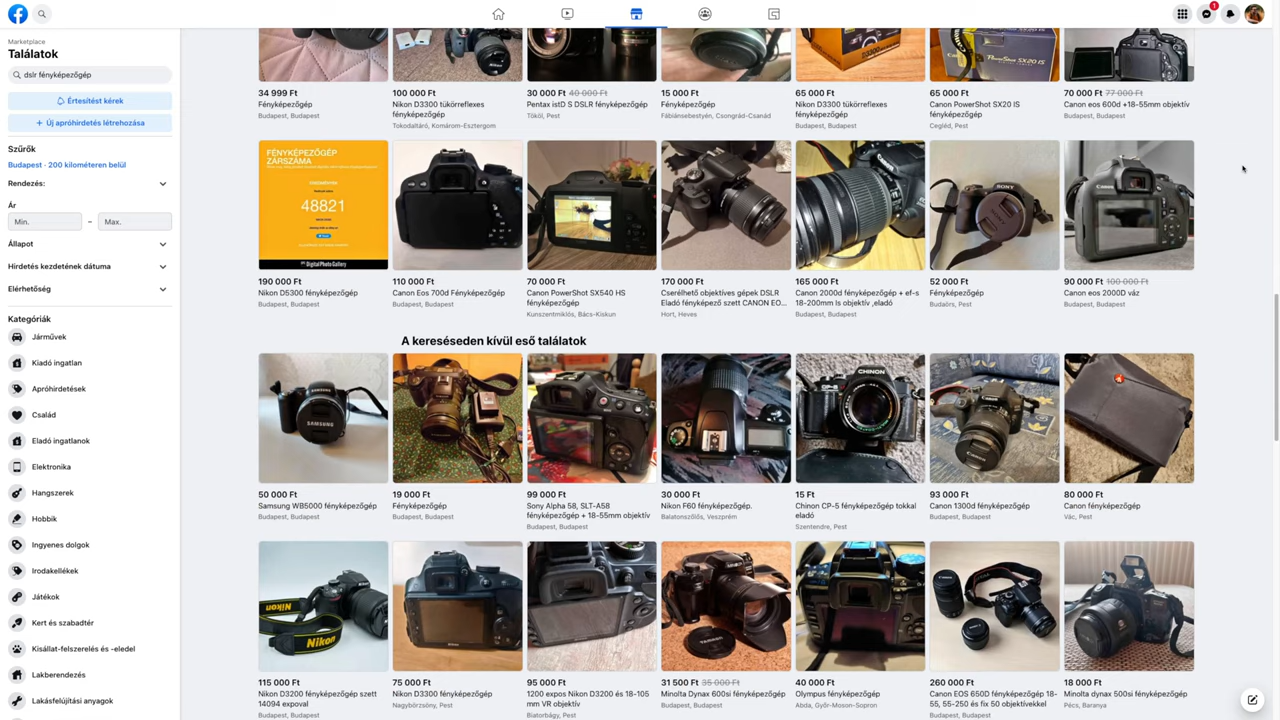 1
Marketplace
Találatok
dslr fényképezőgép
Értesítést kérek
+ Új apróhirdetés létrehozása
Szűrők
Budapest · 200 kilométeren belül
Rendezés:
Ár
Min. – Max.
Állapot
Hirdetés kezdetének dátuma
Elérhetőség
Kategóriák
Járművek
Kiadó ingatlan
Apróhirdetések
Család
Eladó ingatlanok
Elektronika
Hangszerek
Hobbik
Ingyenes dolgok
Irodakellékek
Játékok
Kert és szabadtér
Kisállat-felszerelés és -eledel
Lakberendezés
Lakásfelújítási anyagok
D3300
PowerShot SX20 IS
34 999 Ft
Fényképezőgép
Budapest, Budapest
100 000 Ft
Nikon D3300 tükörreflexes
fényképezőgép
Tokodaltáró, Komárom-Esztergom
30 000 Ft 40 000 Ft
Pentax istD S DSLR fényképezőgép
Tököl, Pest
15 000 Ft
Fényképezőgép
Fábiánsebestyén, Csongrád-Csanád
65 000 Ft
Nikon D3300 tükörreflexes
fényképezőgép
Budapest, Budapest
65 000 Ft
Canon PowerShot SX20 IS
fényképezőgép
Cegléd, Pest
70 000 Ft 77 000 Ft
Canon eos 600d +18-55mm objektív
Budapest, Budapest
FÉNYKÉPEZŐGÉP
ZÁRSZÁMA
48821
DigitalPhotoGallery
SONY
Canon
190 000 Ft
Nikon D5300 fényképezőgép
Budapest, Budapest
110 000 Ft
Canon Eos 700d Fényképezőgép
Budapest, Budapest
70 000 Ft
Canon PowerShot SX540 HS
fényképezőgép
Kunszentmiklós, Bács-Kiskun
170 000 Ft
Cserélhető objektíves gépek DSLR
Eladó fényképező szett CANON EO...
Hort, Heves
165 000 Ft
Canon 2000d fényképezőgép + ef-s
18-200mm Is objektív ,eladó
Budapest, Budapest
52 000 Ft
Fényképezőgép
Budaörs, Pest
90 000 Ft 100 000 Ft
Canon eos 2000D váz
Budapest, Budapest
A kereséseden kívül eső találatok
SAMSUNG
SAMSUNG
CHINON
Canon
50 000 Ft
Samsung WB5000 fényképezőgép
Budapest, Budapest
19 000 Ft
Fényképezőgép
Budapest, Budapest
99 000 Ft
Sony Alpha 58, SLT-A58
fényképezőgép + 18-55mm objektív
Budapest, Budapest
30 000 Ft
Nikon F60 fényképezőgép.
Balatonszőlős, Veszprém
15 Ft
Chinon CP-5 fényképezőgép tokkal
eladó
Szentendre, Pest
93 000 Ft
Canon 1300d fényképezőgép
Budapest, Budapest
80 000 Ft
Canon fényképezőgép
Vác, Pest
Nikon
Nikon
TAMRON
115 000 Ft
Nikon D3200 fényképezőgép szett
14094 expoval
Budapest, Budapest
75 000 Ft
Nikon D3300 fényképezőgép
Nagybörzsöny, Pest
95 000 Ft
1200 expos Nikon D3200 és 18-105
mm VR objektív
Biatorbágy, Pest
31 500 Ft 35 000 Ft
Minolta Dynax 600si fényképezőgép
Budapest, Budapest
40 000 Ft
Olympus fényképezőgép
Abda, Győr-Moson-Sopron
260 000 Ft
Canon EOS 650D fényképezőgép 18-
55, 55-250 és fix 50 objektívekkel
Budapest, Budapest
18 000 Ft
Minolta dynax 500si fényképezőgép
Pécs, Baranya